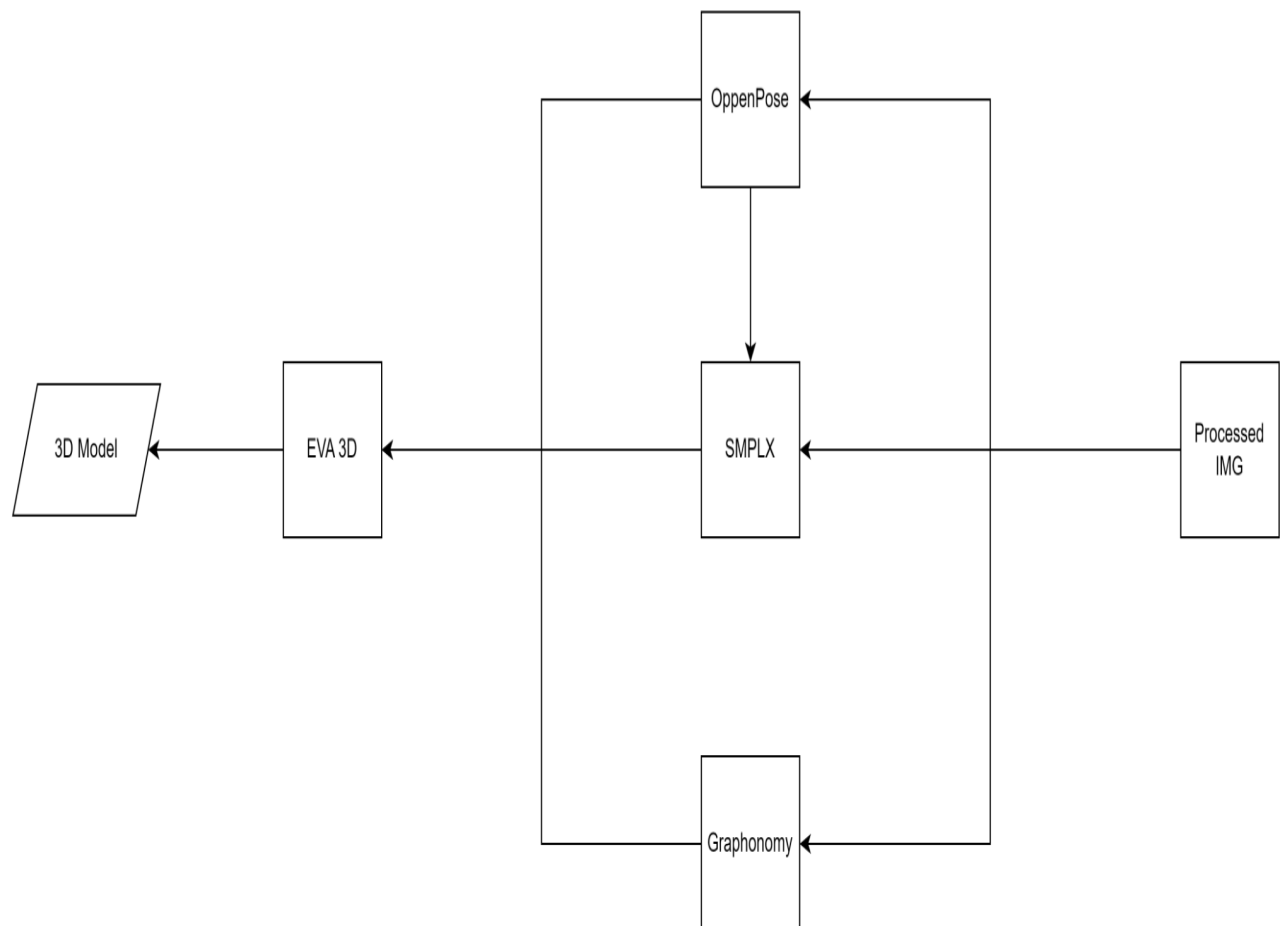 OppenPose
3D Model
EVA 3D
SMPLX
Processed
IMG
Graphonomy